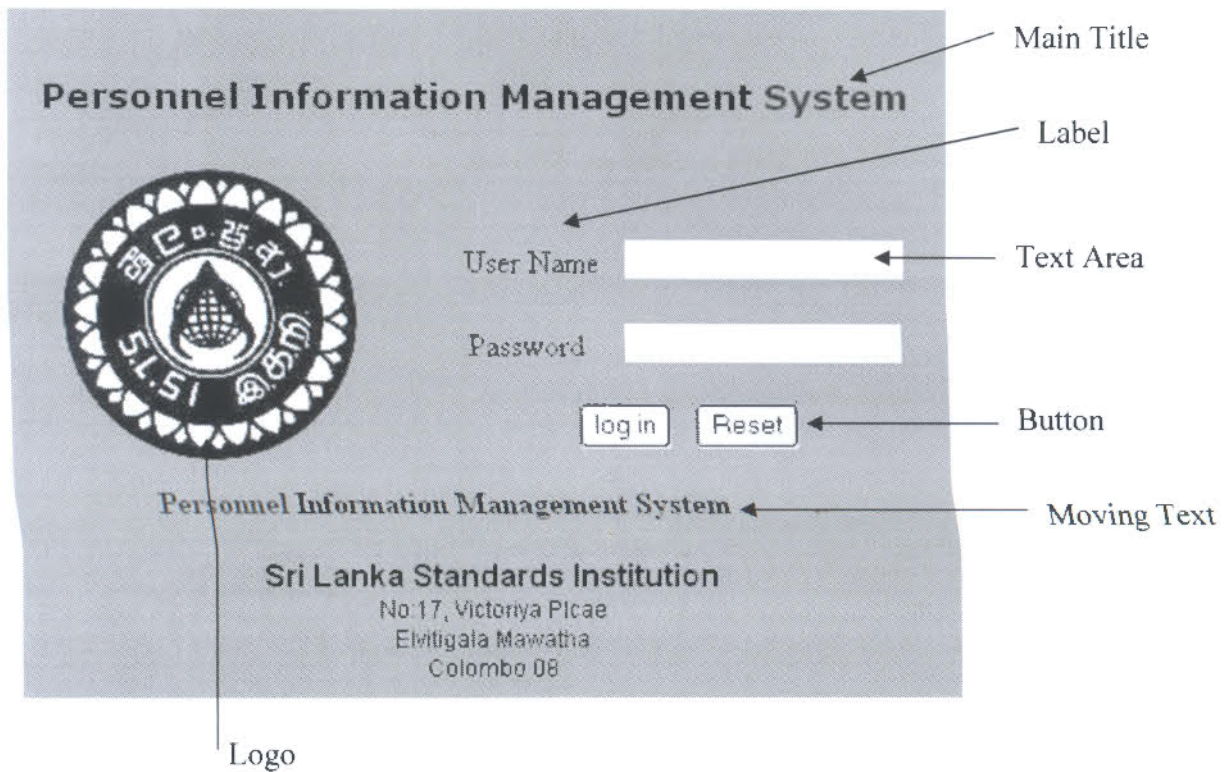 Main Title
Personnel Information Management System
Label
User Name
Text Area
Password
log in
Reset
Button
Personnel Information Management System
Moving Text
Sri Lanka Standards Institution
No:17, Victoriya Plcae
Elvitigala Mawatha
Colombo 08
Logo